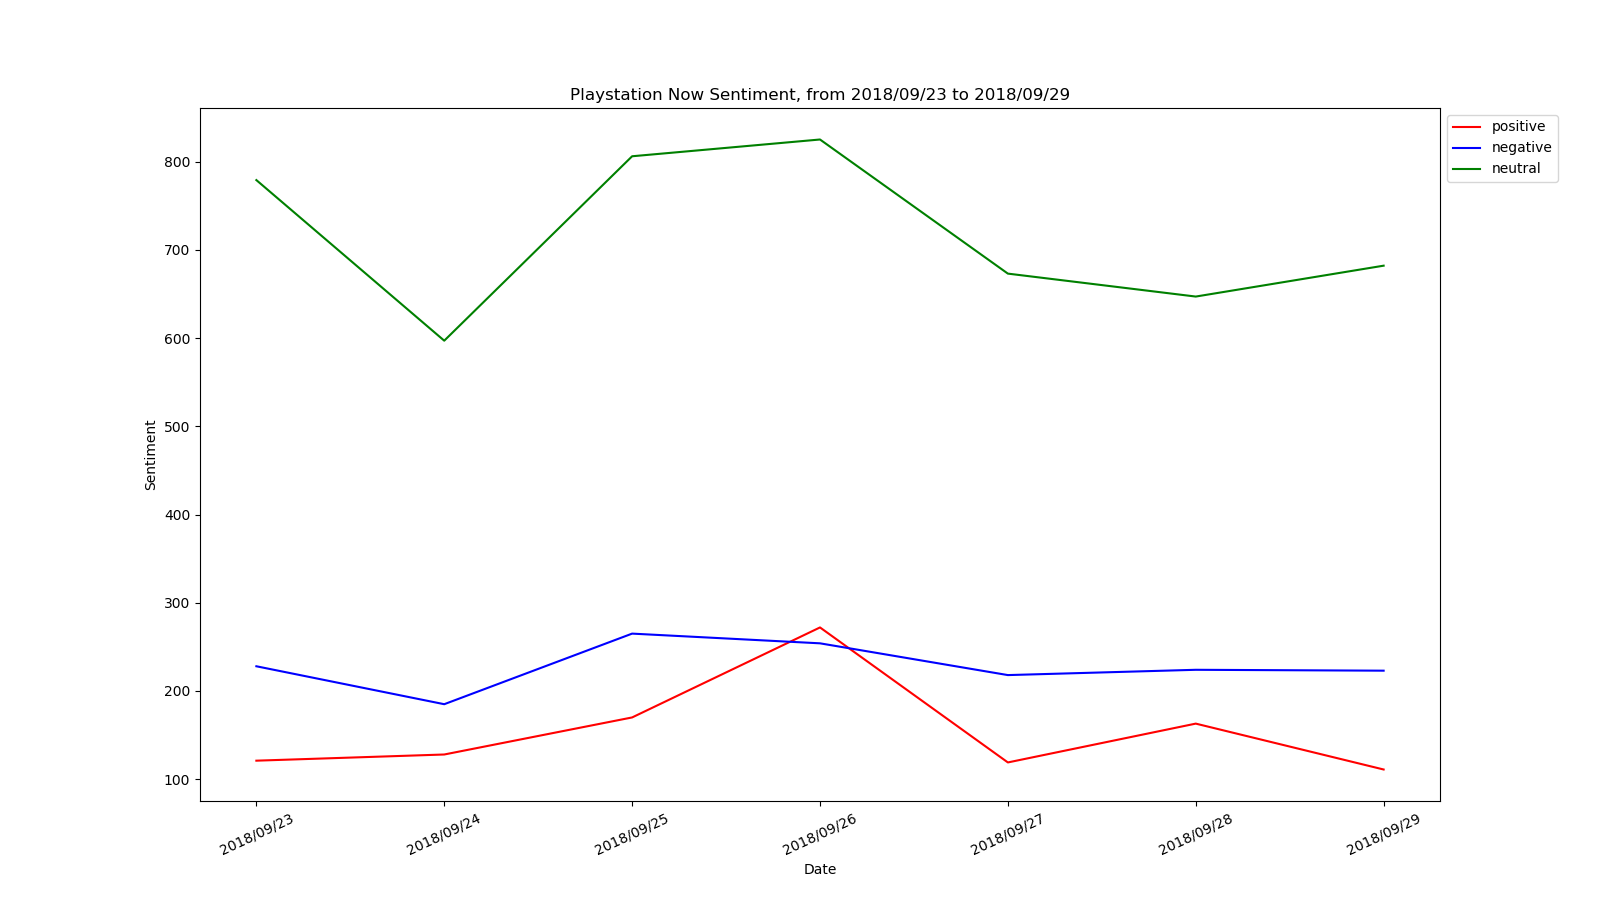 Playstation Now Sentiment, from 2018/09/23 to 2018/09/29
positive
negative
neutral
Sentiment
800
700
600
500
400
300
200
100
2018/09/23
2018/09/24
2018/09/25
2018/09/26
2018/09/27
2018/09/28
2018/09/29
Date